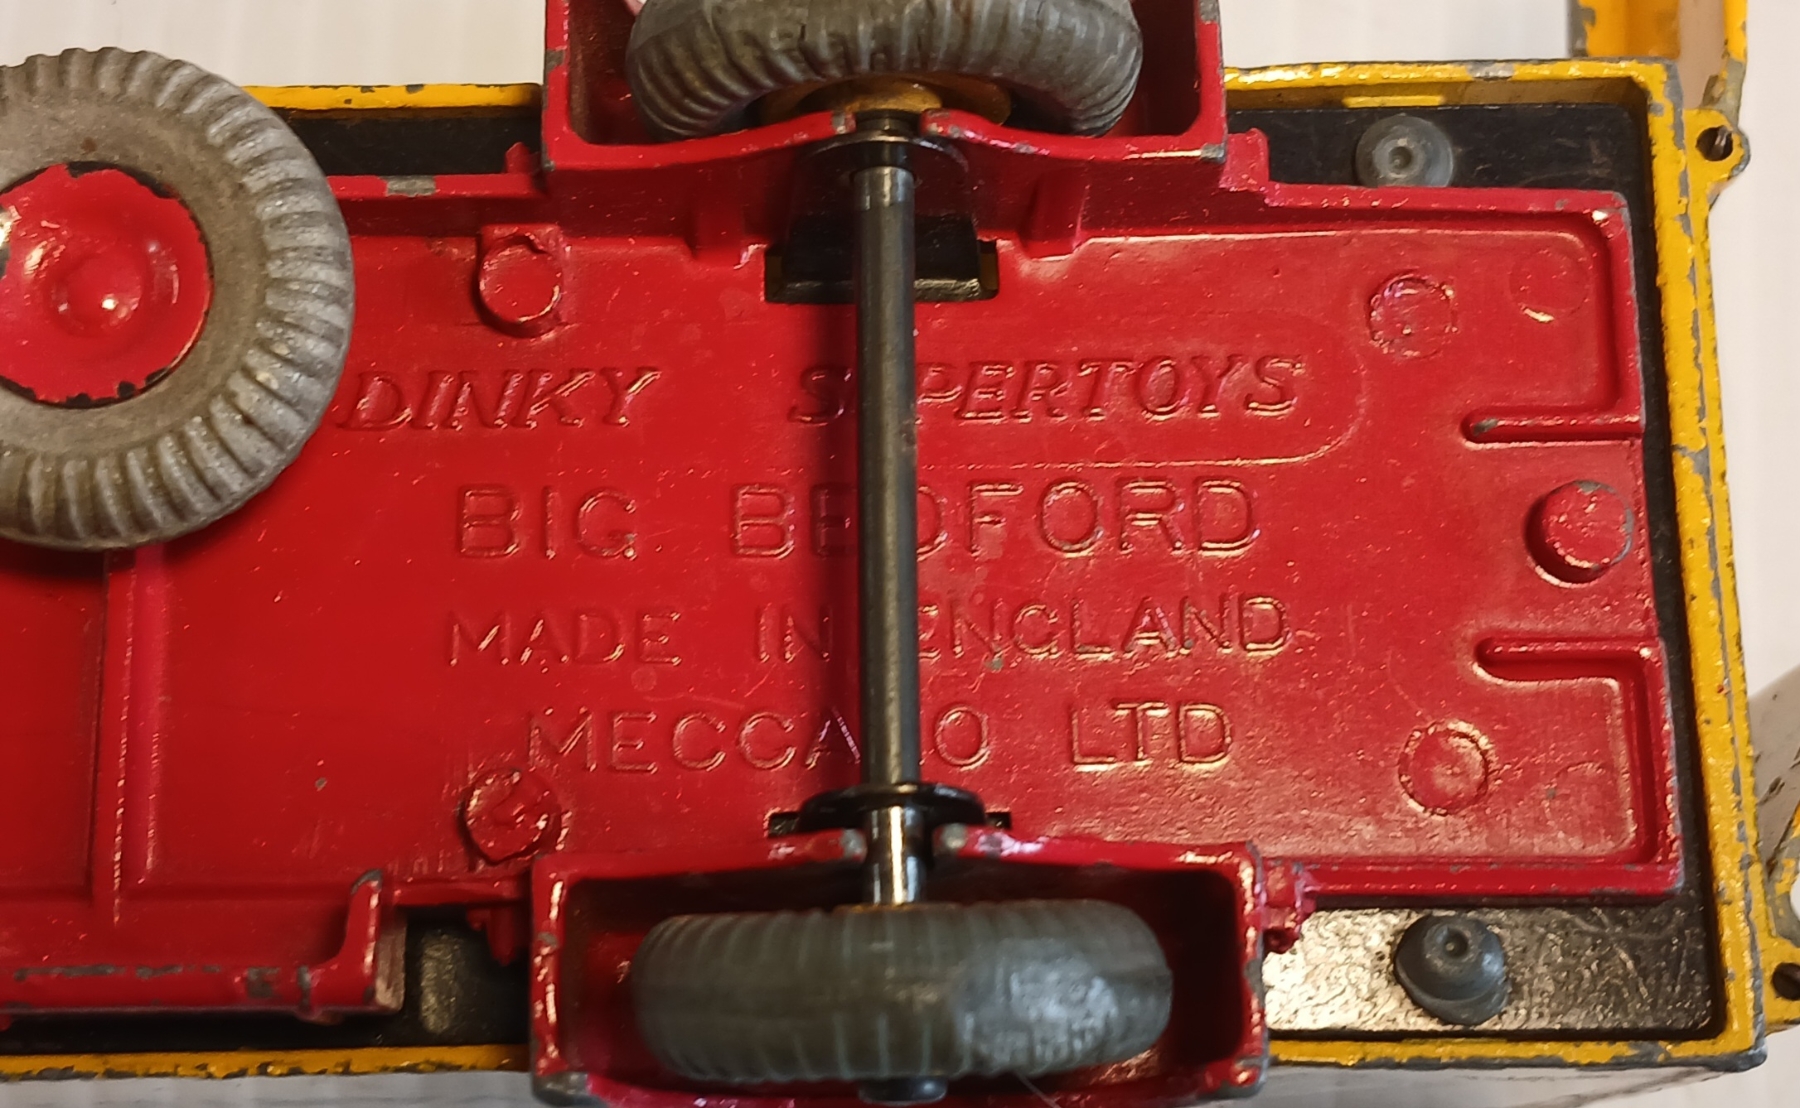 DINKY SUPERTOYS
BIG BEDFORD
MADE IN ENGLAND
MECCANO LTD